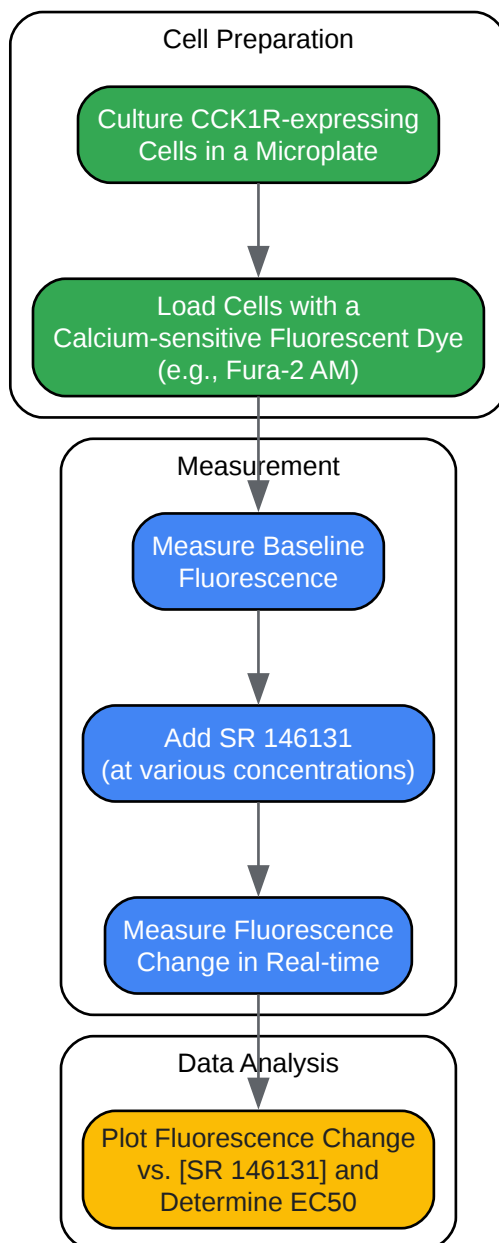 Cell Preparation
Culture CCK1R-expressing
Cells in a Microplate
Load Cells with a
Calcium-sensitive Fluorescent Dye
(e.g., Fura-2 AM)
Measurement
Measure Baseline
Fluorescence
Add SR 146131
(at various concentrations)
Measure Fluorescence
Change in Real-time
Data Analysis
Plot Fluorescence Change
vs. [SR 146131] and
Determine EC50